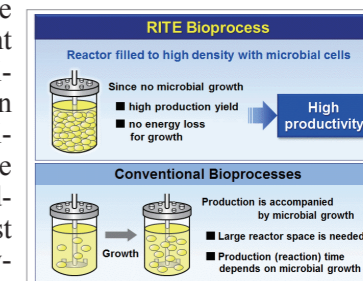 RITE Bioprocess
Reactor filled to high density with microbial cells
Since no microbial growth
■ high production yield
■ no energy loss
for growth
High
productivity
Conventional Bioprocesses
Production is accompanied
by microbial growth
■ Large reactor space is needed
■ Production (reaction) time
depends on microbial growth
Growth